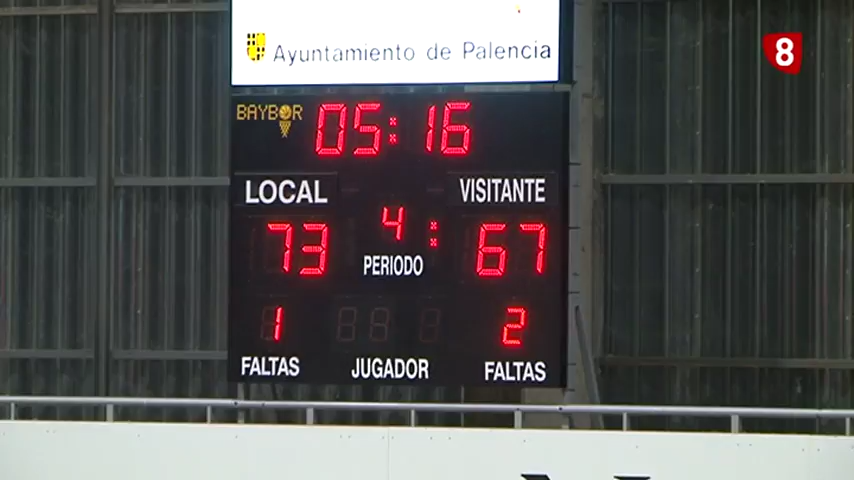 Ayuntamiento de Palencia
8
BAYBOR
05:16
LOCAL
VISITANTE
73
4
:
67
PERIODO
1
2
FALTAS
JUGADOR
FALTAS